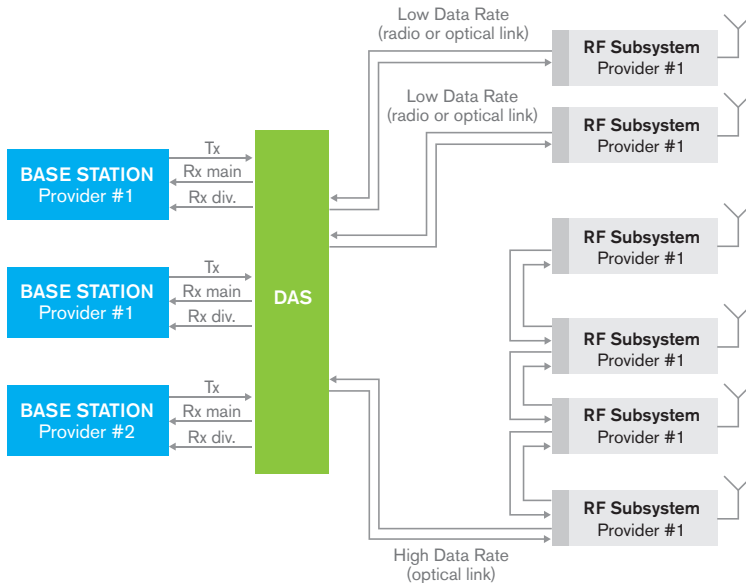 Low Data Rate
(radio or optical link)
RF Subsystem
Provider #1
Low Data Rate
(radio or optical link)
RF Subsystem
Provider #1
BASE STATION
Provider #1
Tx
Rx main
Rx div.
BASE STATION
Provider #1
Tx
Rx main
Rx div.
BASE STATION
Provider #2
Tx
Rx main
Rx div.
DAS
RF Subsystem
Provider #1
RF Subsystem
Provider #1
RF Subsystem
Provider #1
RF Subsystem
Provider #1
High Data Rate
(optical link)